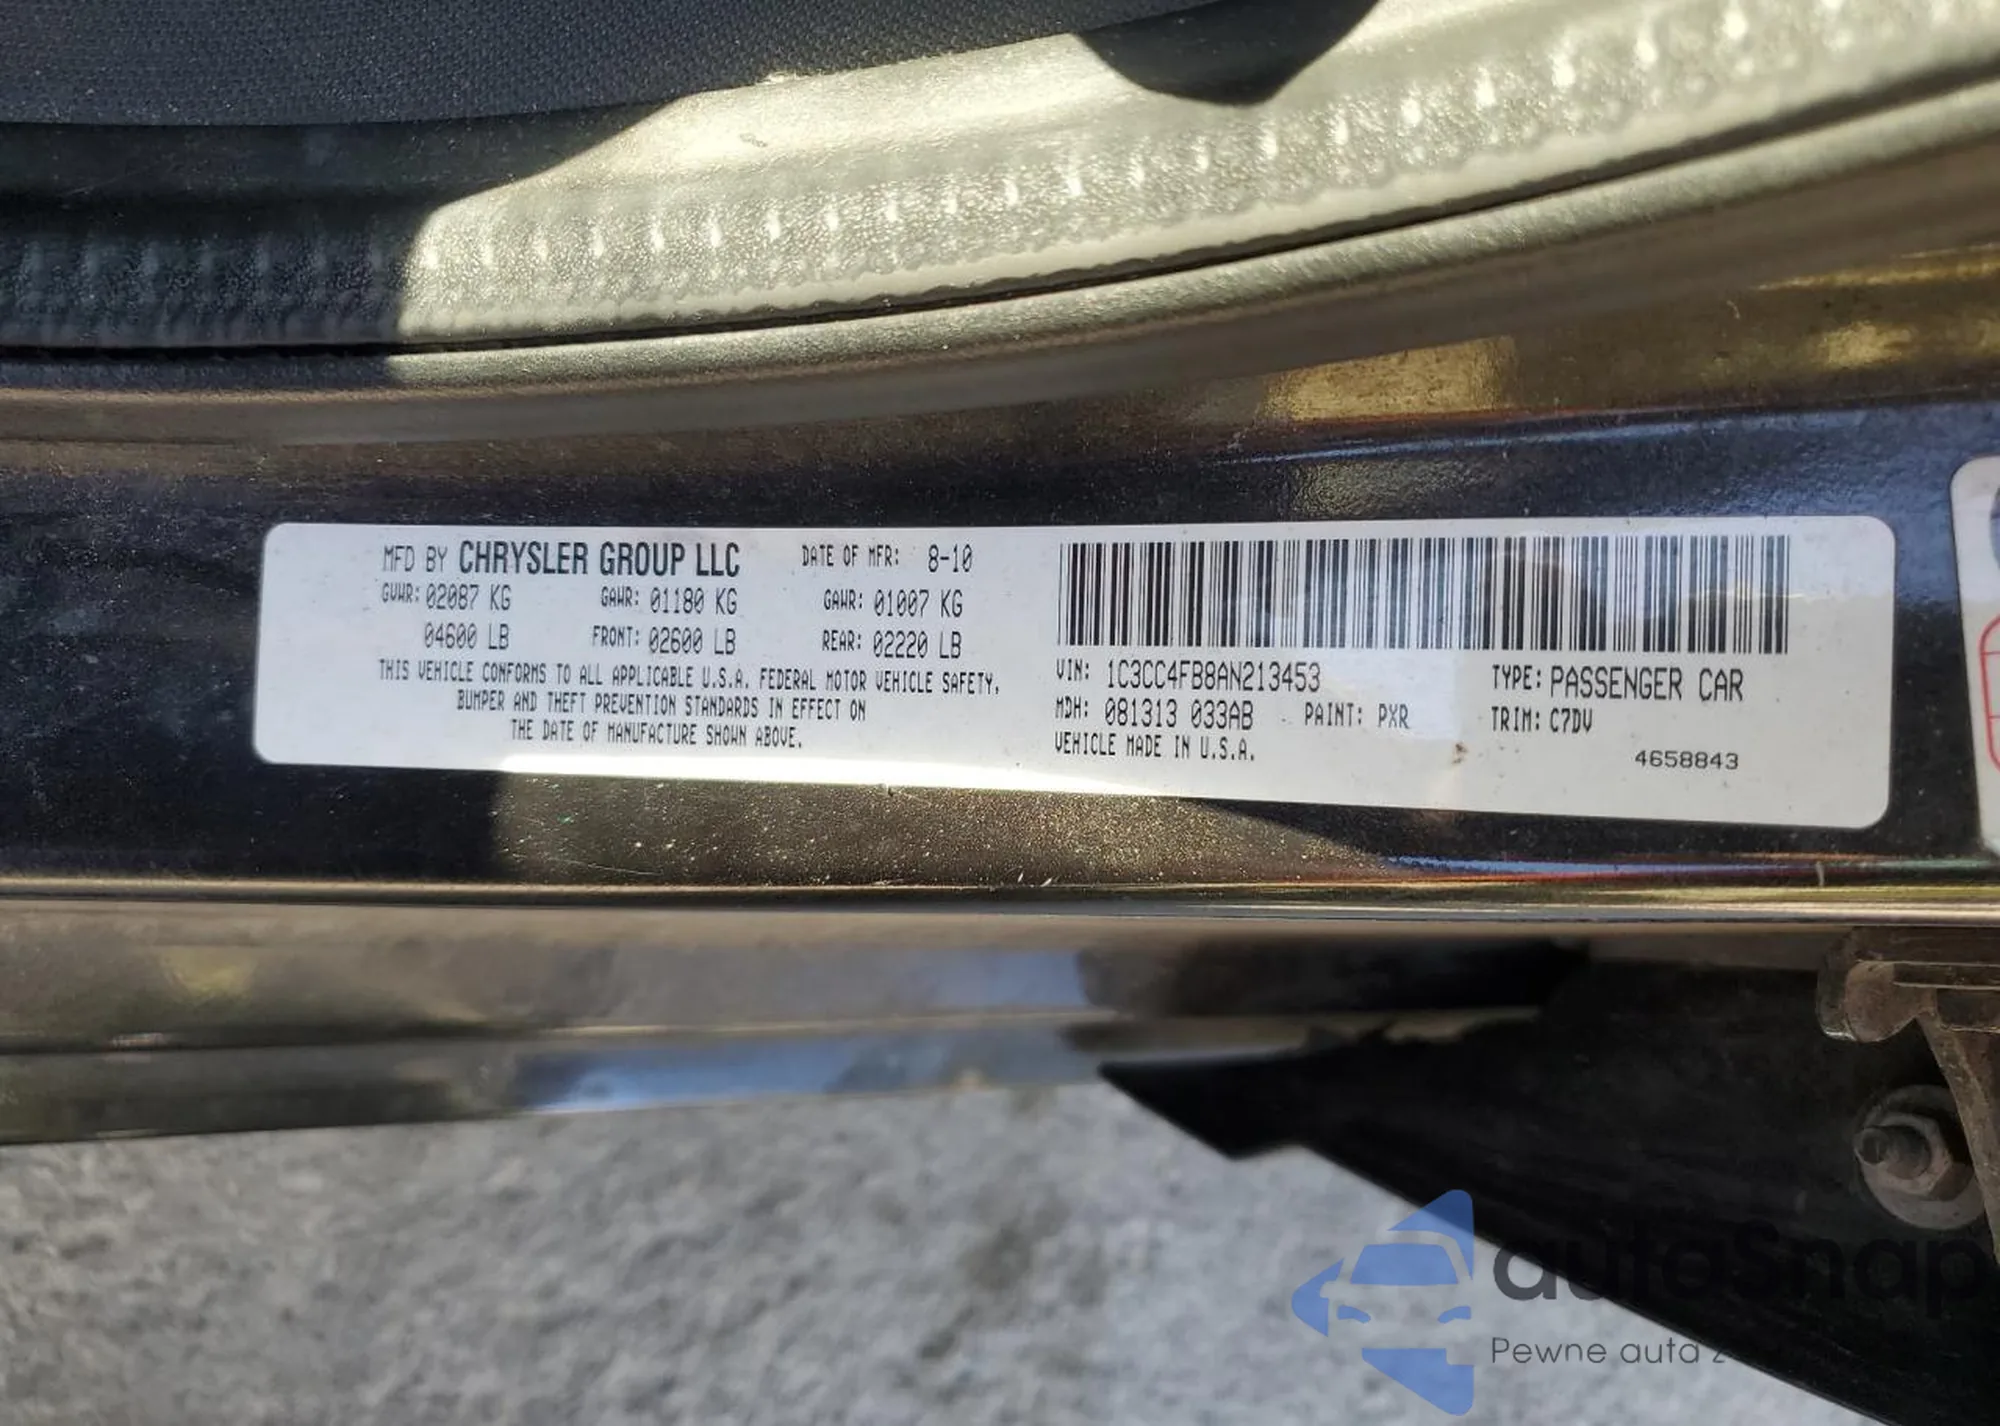 MFD BY CHRYSLER GROUP LLC DATE OF MFR: 8-10
GVWR: 02087 KG GAWR: 01180 KG GAWR: 01007 KG
04600 LB FRONT: 02600 LB REAR: 02220 LB
THIS VEHICLE CONFORMS TO ALL APPLICABLE U.S.A. FEDERAL MOTOR VEHICLE SAFETY,
BUMPER AND THEFT PREVENTION STANDARDS IN EFFECT ON
THE DATE OF MANUFACTURE SHOWN ABOVE.
VIN: 1C3CC4FB8AN213453 TYPE: PASSENGER CAR
MDH: 081313 033AB PAINT: PXR TRIM: C7DV
VEHICLE MADE IN U.S.A.
4658843
autoSnap
Pewne auta z